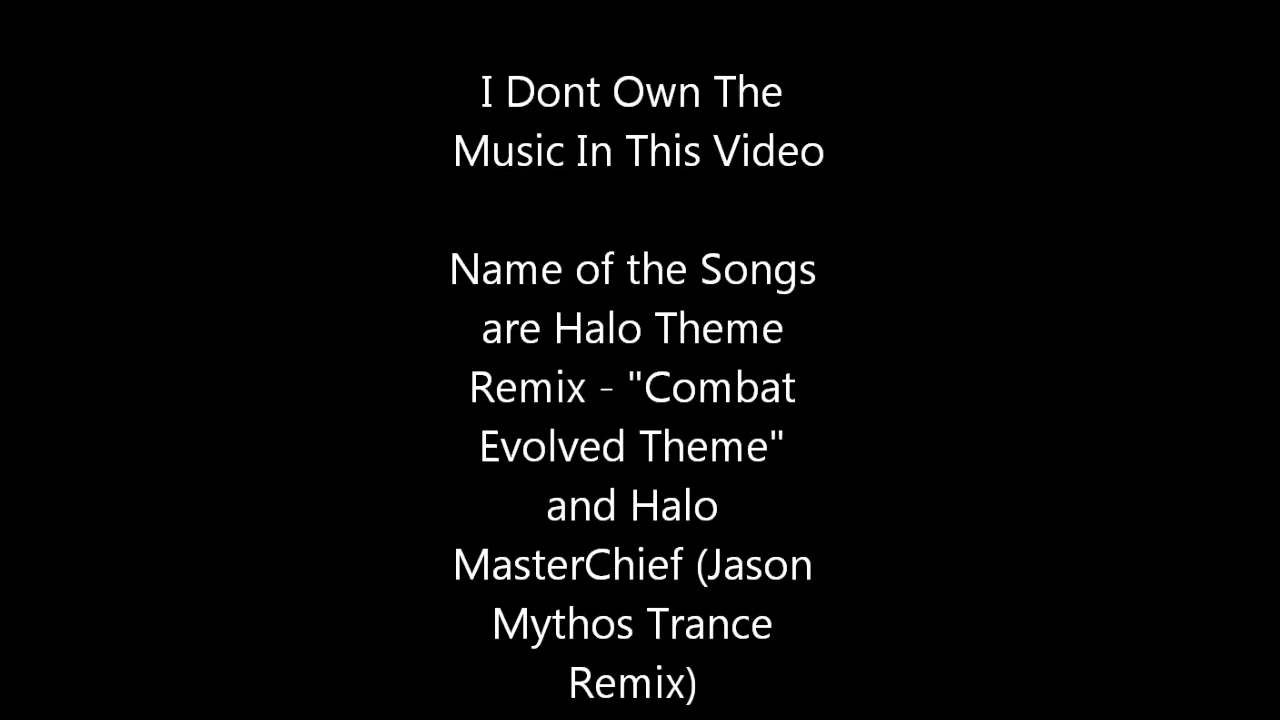 I Dont Own The
Music In This Video
Name of the Songs
are Halo Theme
Remix - "Combat
Evolved Theme"
and Halo
MasterChief (Jason
Mythos Trance
Remix)